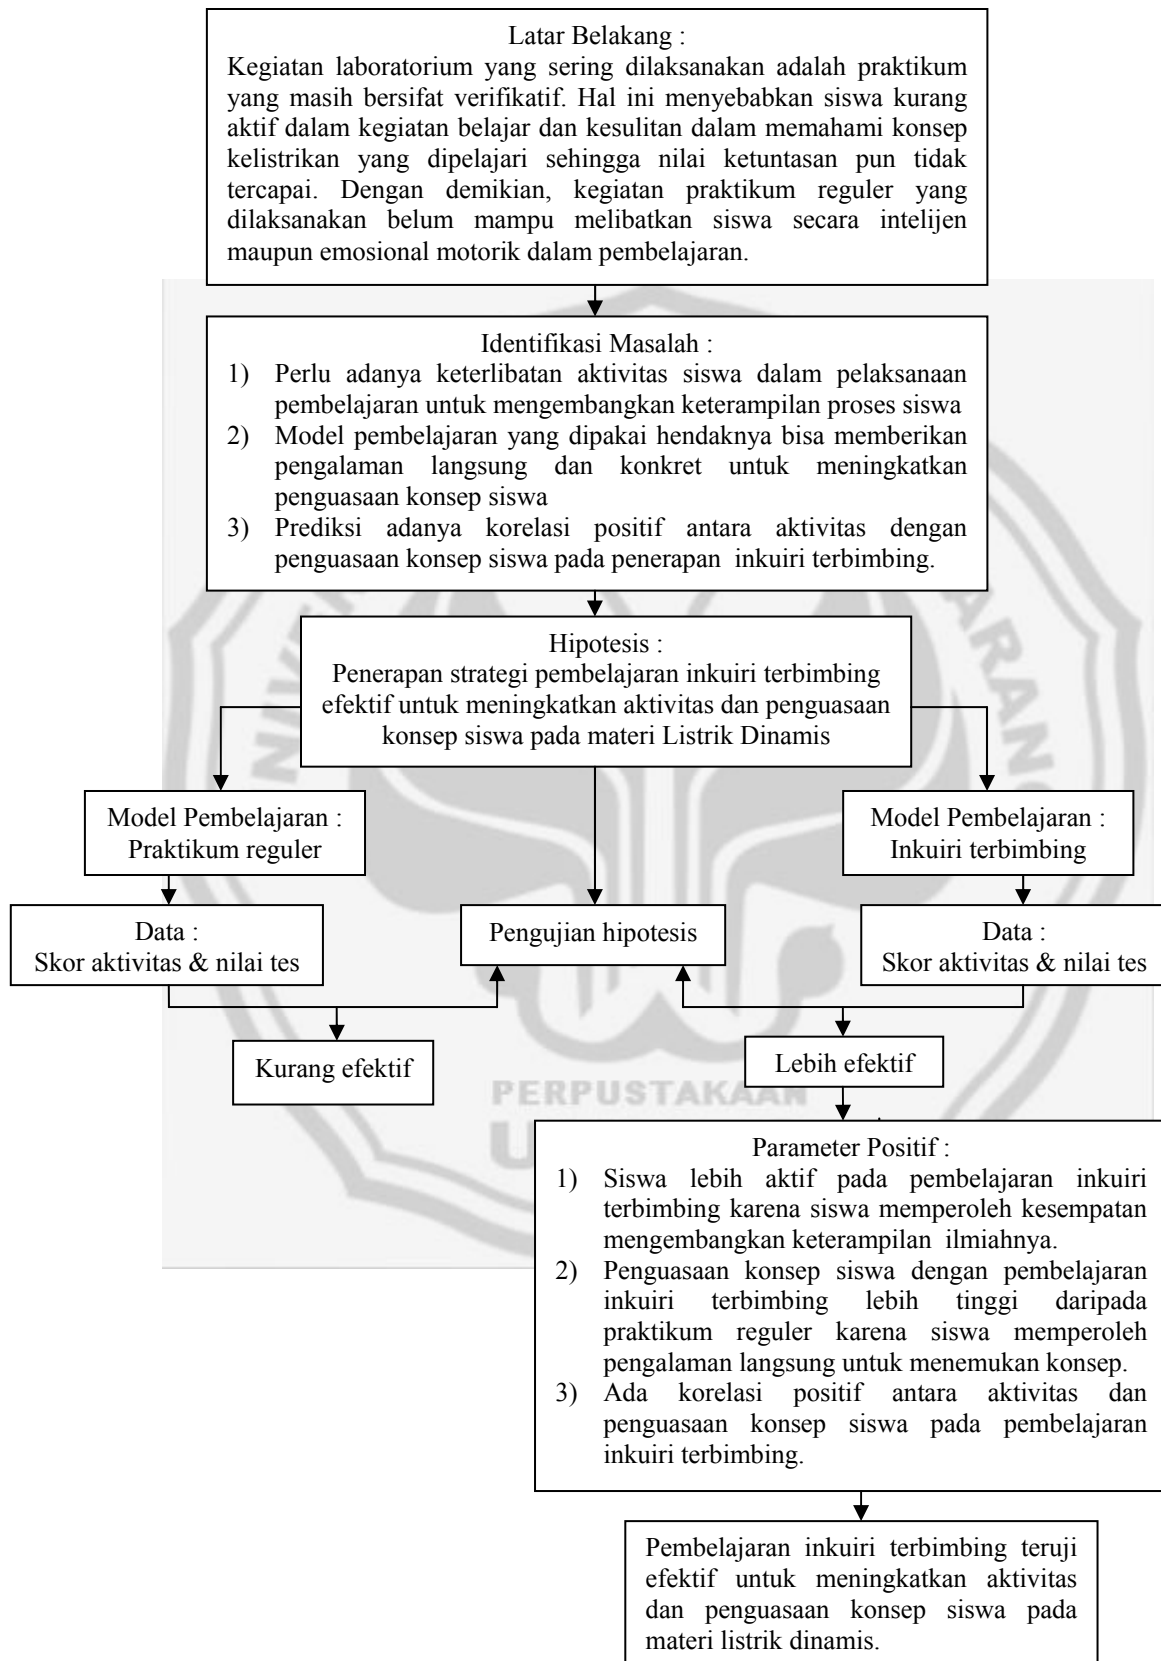 Latar Belakang :
Kegiatan laboratorium yang sering dilaksanakan adalah praktikum
yang masih bersifat verifikatif. Hal ini menyebabkan siswa kurang
aktif dalam kegiatan belajar dan kesulitan dalam memahami konsep
kelistrikan yang dipelajari sehingga nilai ketuntasan pun tidak
tercapai. Dengan demikian, kegiatan praktikum reguler yang
dilaksanakan belum mampu melibatkan siswa secara intelijen
maupun emosional motorik dalam pembelajaran.
Identifikasi Masalah :
1) Perlu adanya keterlibatan aktivitas siswa dalam pelaksanaan
pembelajaran untuk mengembangkan keterampilan proses siswa
2) Model pembelajaran yang dipakai hendaknya bisa memberikan
pengalaman langsung dan konkret untuk meningkatkan
penguasaan konsep siswa
3) Prediksi adanya korelasi positif antara aktivitas dengan
penguasaan konsep siswa pada penerapan inkuiri terbimbing.
Hipotesis :
Penerapan strategi pembelajaran inkuiri terbimbing
efektif untuk meningkatkan aktivitas dan penguasaan
konsep siswa pada materi Listrik Dinamis
Model Pembelajaran :
Praktikum reguler
Model Pembelajaran :
Inkuiri terbimbing
Data :
Skor aktivitas & nilai tes
Pengujian hipotesis
Data :
Skor aktivitas & nilai tes
Kurang efektif
Lebih efektif
PERPUSTAKAAN
Parameter Positif :
1) Siswa lebih aktif pada pembelajaran inkuiri
terbimbing karena siswa memperoleh kesempatan
mengembangkan keterampilan ilmiahnya.
2) Penguasaan konsep siswa dengan pembelajaran
inkuiri terbimbing lebih tinggi daripada
praktikum reguler karena siswa memperoleh
pengalaman langsung untuk menemukan konsep.
3) Ada korelasi positif antara aktivitas dan
penguasaan konsep siswa pada pembelajaran
inkuiri terbimbing.
Pembelajaran inkuiri terbimbing teruji
efektif untuk meningkatkan aktivitas
dan penguasaan konsep siswa pada
materi listrik dinamis.